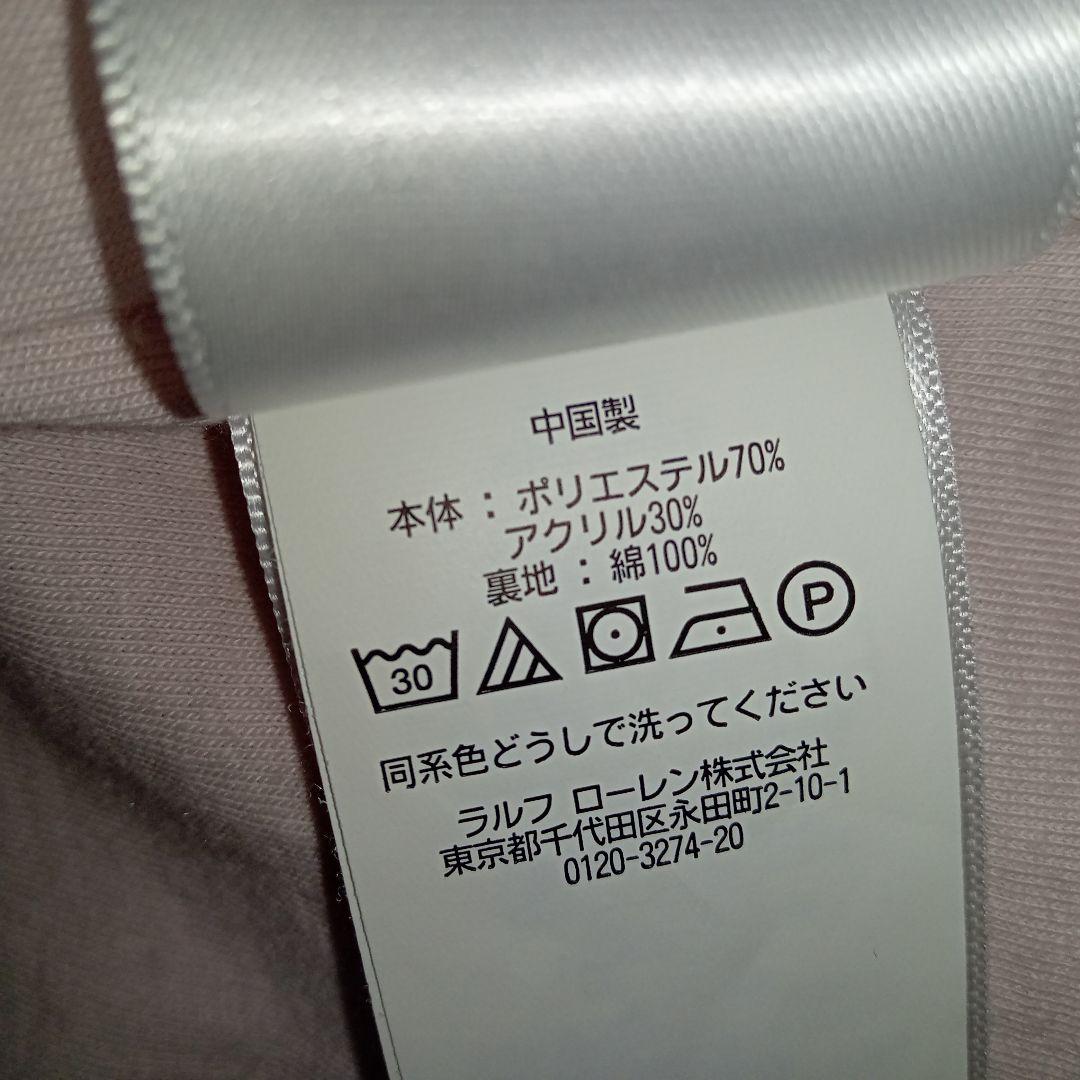 中国製
本体 : ポリエステル70%
アクリル30%
裏地 : 綿100%
30 P
同系色どうしで洗ってください
ラルフ ローレン株式会社
東京都千代田区永田町2-10-1
0120-3274-20